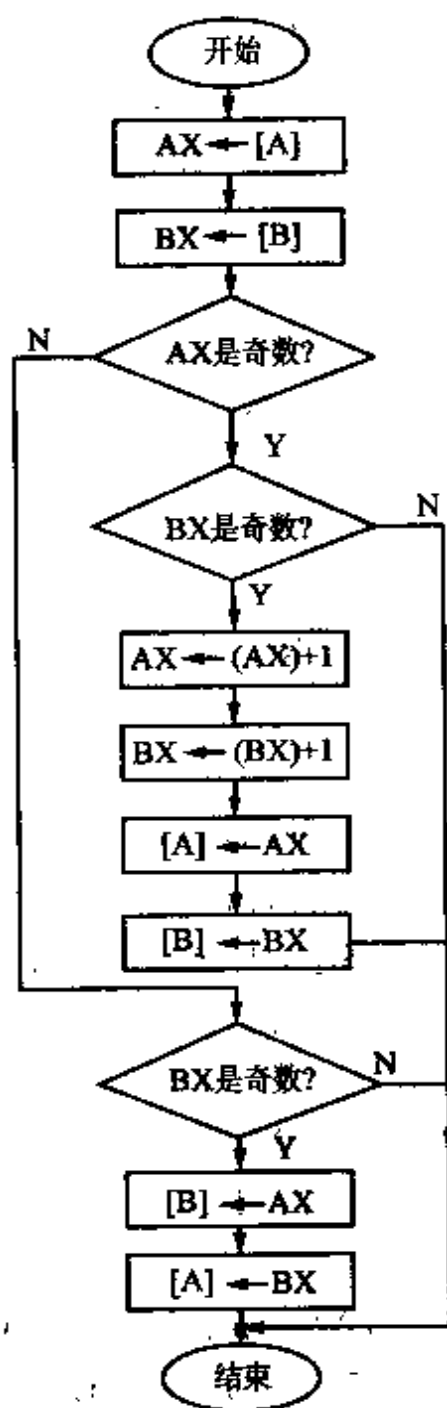 开始
AX←[A]
BX←[B]
N
AX是奇数?
Y
N
BX是奇数?
Y
AX←(AX)+1
BX←(BX)+1
[A]←AX
[B]←BX
BX是奇数?
N
Y
[B]←AX
[A]←BX
结束